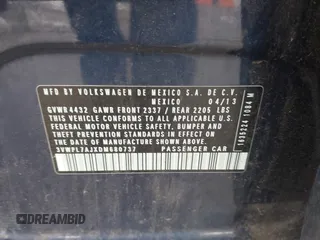 MFD BY VOLKSWAGEN DE MEXICO S.A. DE C.V.
MEXICO 04/13
GVWR 4432 GAWR FRONT 2337 / REAR 2205 LBS
THIS VEHICLE CONFORMS TO ALL APPLICABLE
FEDERAL MOTOR VEHICLE SAFETY, BUMPER AND
THEFT PREVENTION STANDARDS IN EFFECT ON THE
DATE OF MANUFACTURE SHOWN ABOVE.
3VWPL7AJXDM680737 PASSENGER CAR